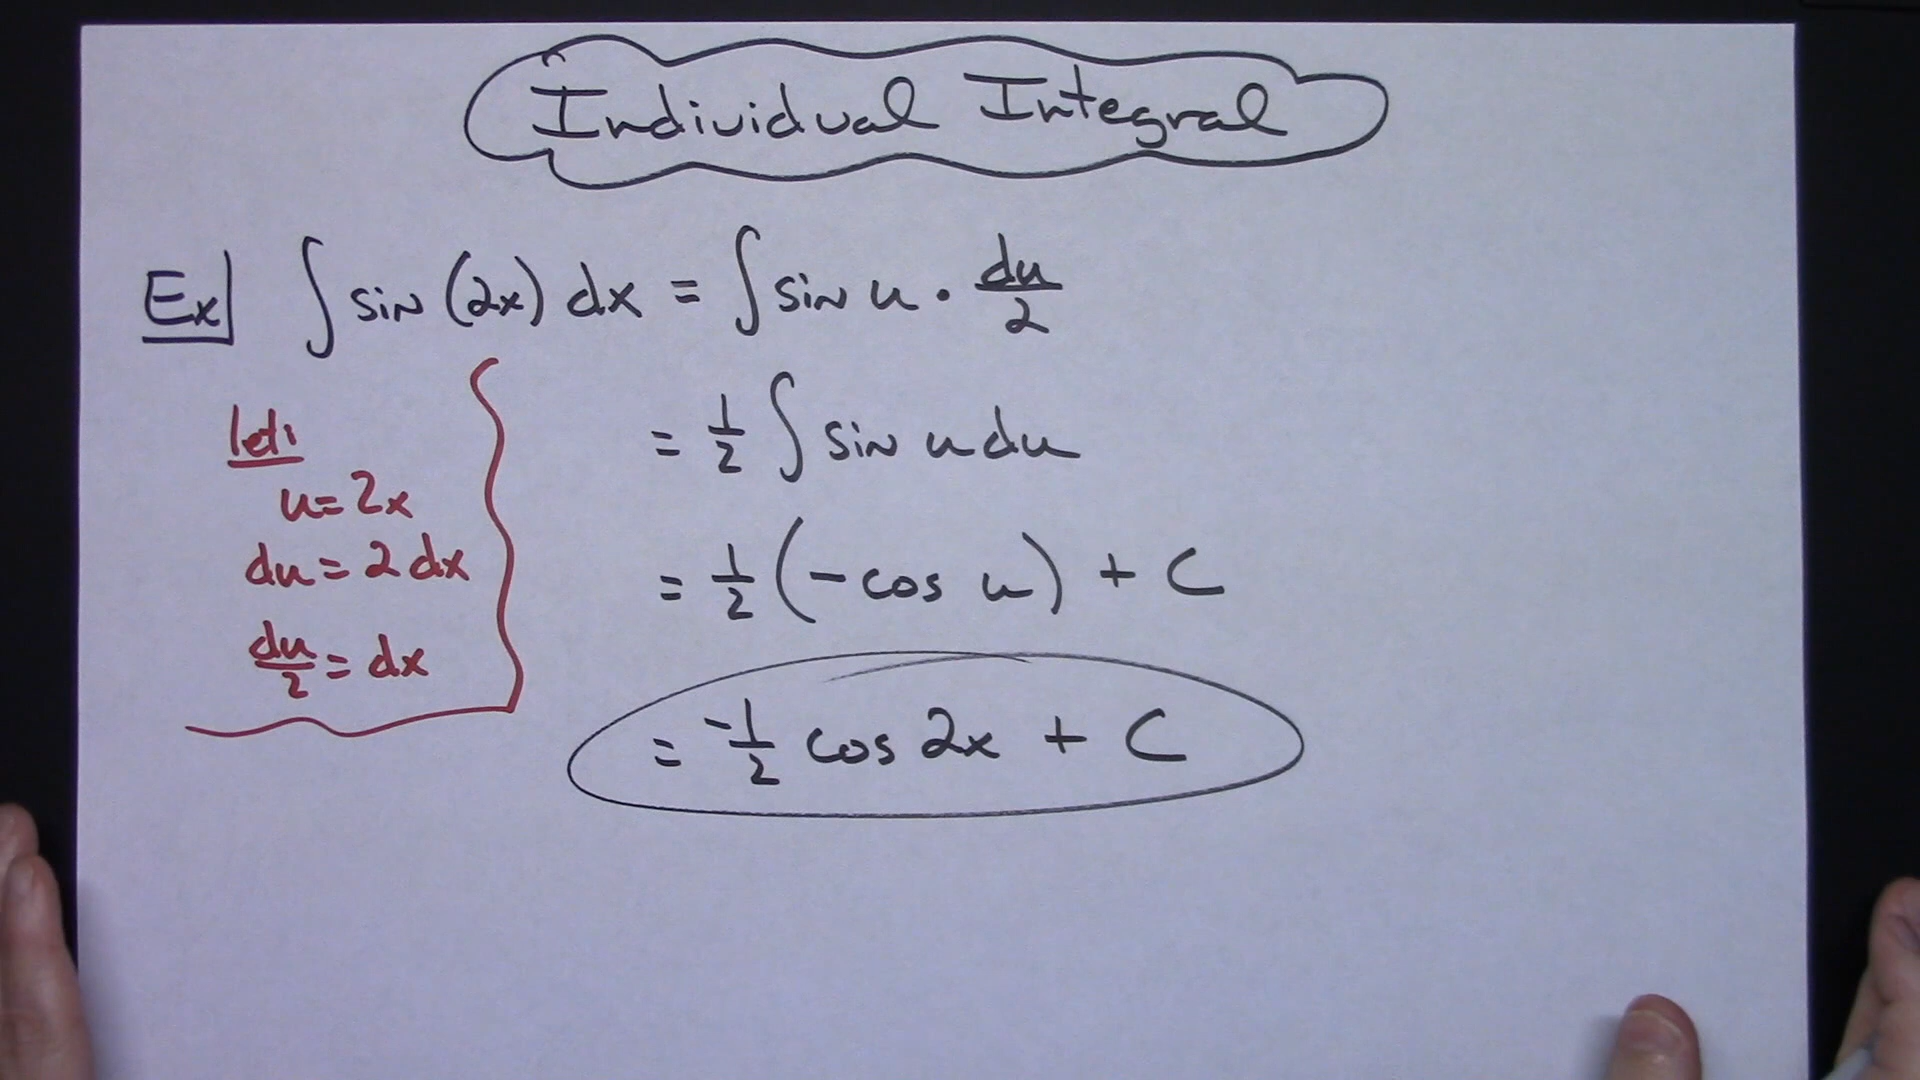 Individual Integral
Ex ∫ sin (2x) dx = ∫ sin u · du/2
let:
u = 2x
du = 2 dx
du/2 = dx
= 1/2 ∫ sin u du
= 1/2 (-cos u) + C
= -1/2 cos 2x + C